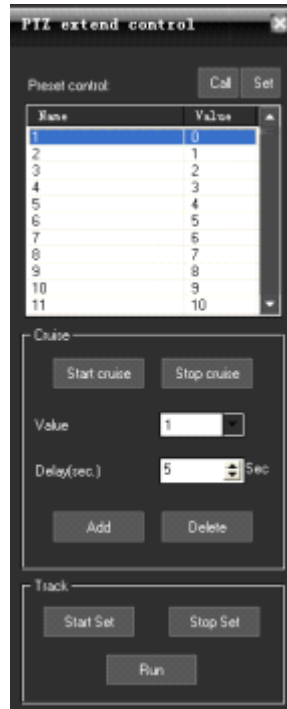 PTZ extend control
Preset control: Call Set
Name Value
1 0
2 1
3 2
4 3
5 4
6 5
7 6
8 7
9 8
10 9
11 10
Cruise
Start cruise Stop cruise
Value 1
Delay(sec.) 5 Sec
Add Delete
Track
Start Set Stop Set
Run